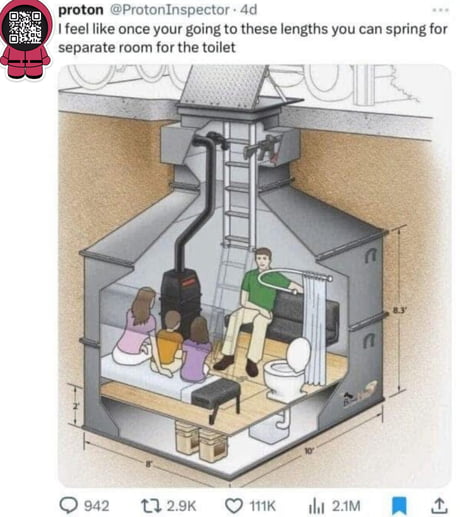 proton @ProtonInspector · 4d
I feel like once your going to these lengths you can spring for
separate room for the toilet
8.3'
2'
8'
10'
942 2.9K 111K 2.1M